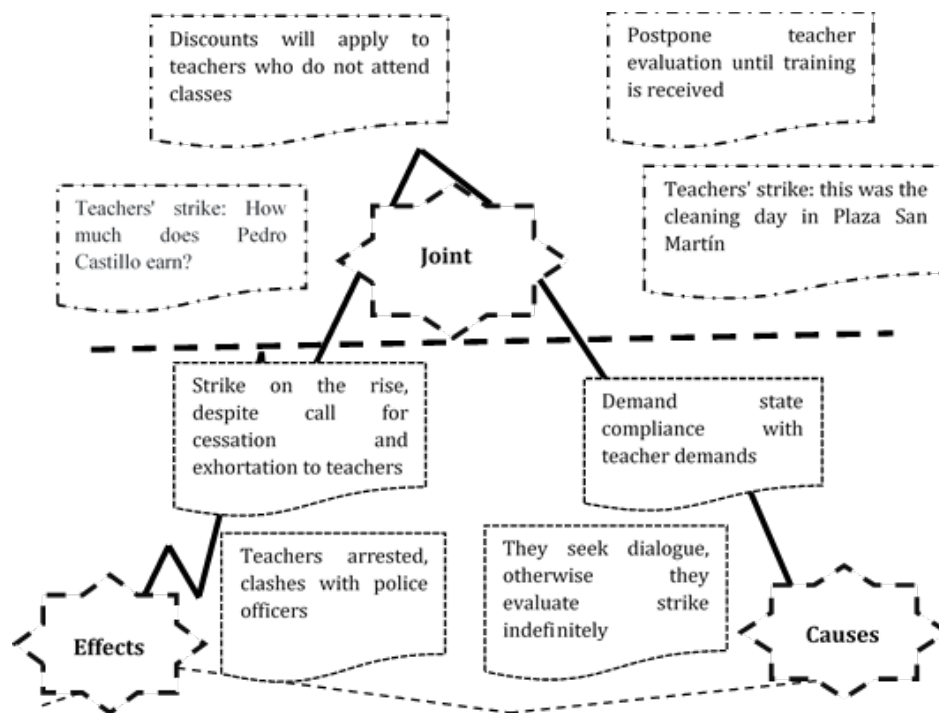 Discounts will apply to
teachers who do not attend
classes
Postpone teacher
evaluation until training
is received
Teachers' strike: How
much does Pedro
Castillo earn?
Joint
Teachers' strike: this was the
cleaning day in Plaza San
Martín
Strike on the rise,
despite call for
cessation and
exhortation to teachers
Demand state
compliance with
teacher demands
Teachers arrested,
clashes with police
officers
They seek dialogue,
otherwise they
evaluate strike
indefinitely
Effects
Causes